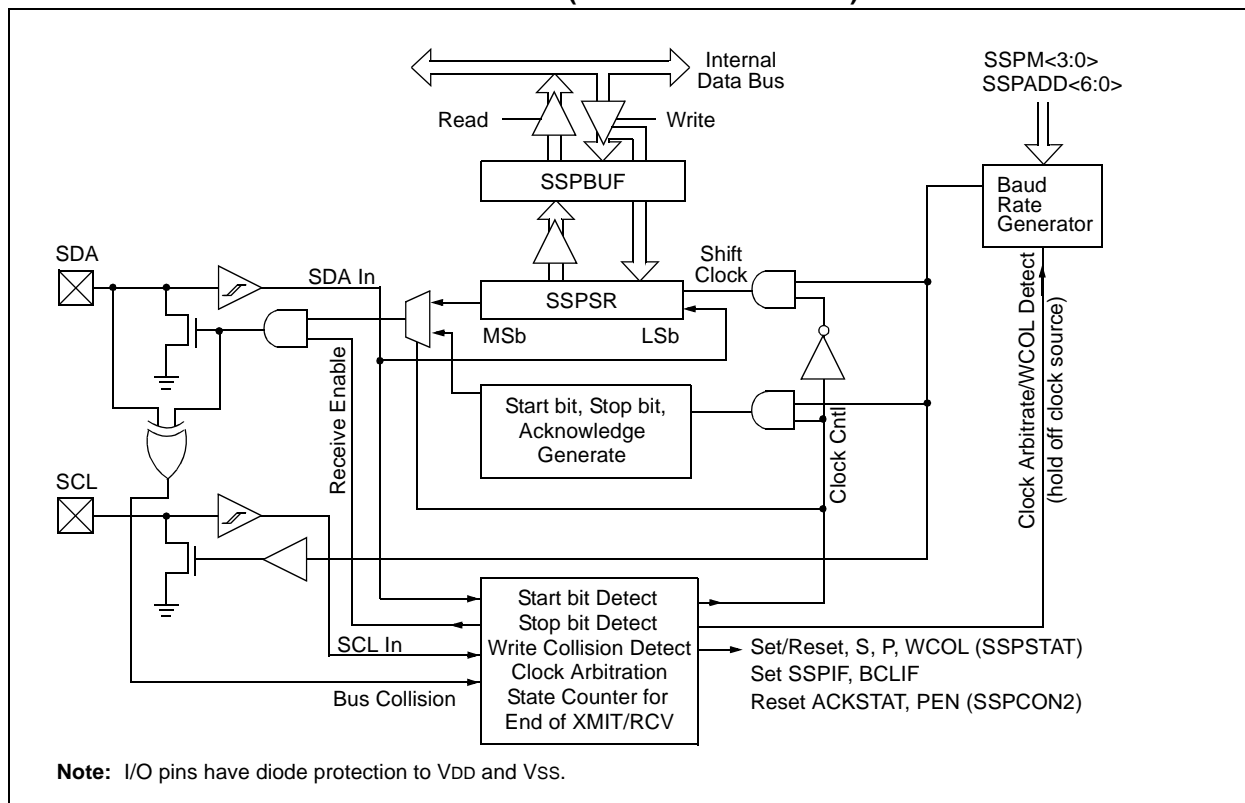 Internal
Data Bus
SSPM<3:0>
SSPADD<6:0>
Read
Write
SSPBUF
Baud
Rate
Generator
SDA
SDA In
Shift
Clock
SSPSR
MSb
LSb
Start bit, Stop bit,
Acknowledge
Generate
Receive Enable
Clock Cntl
Clock Arbitrate/WCOL Detect
(hold off clock source)
SCL
SCL In
Bus Collision
Start bit Detect
Stop bit Detect
Write Collision Detect
Clock Arbitration
State Counter for
End of XMIT/RCV
Set/Reset, S, P, WCOL (SSPSTAT)
Set SSPIF, BCLIF
Reset ACKSTAT, PEN (SSPCON2)
Note: I/O pins have diode protection to VDD and VSS.